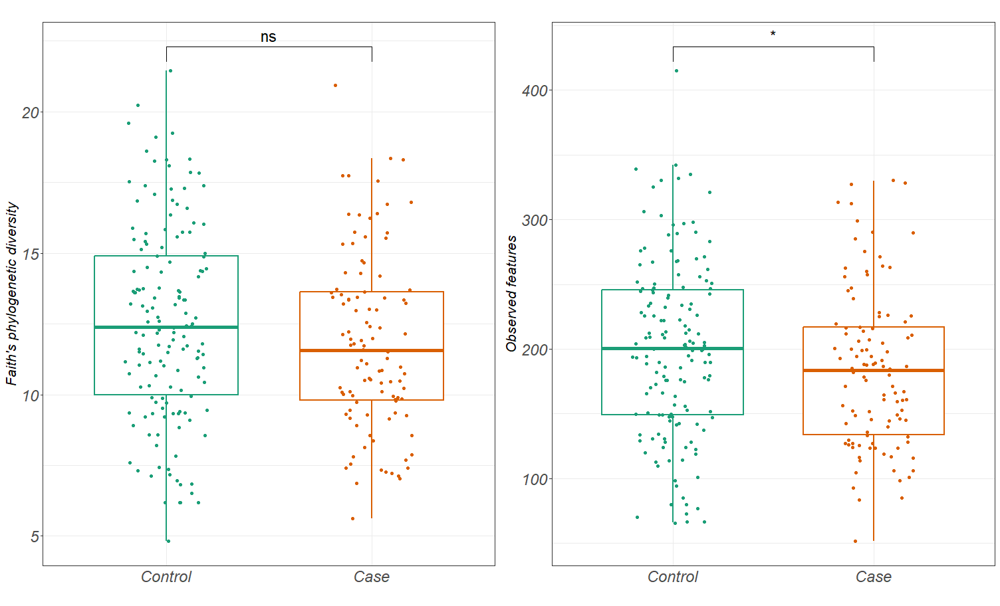 ns
20
15
10
5
Faith's phylogenetic diversity
Control
Case
*
400
300
200
100
Observed features
Control
Case